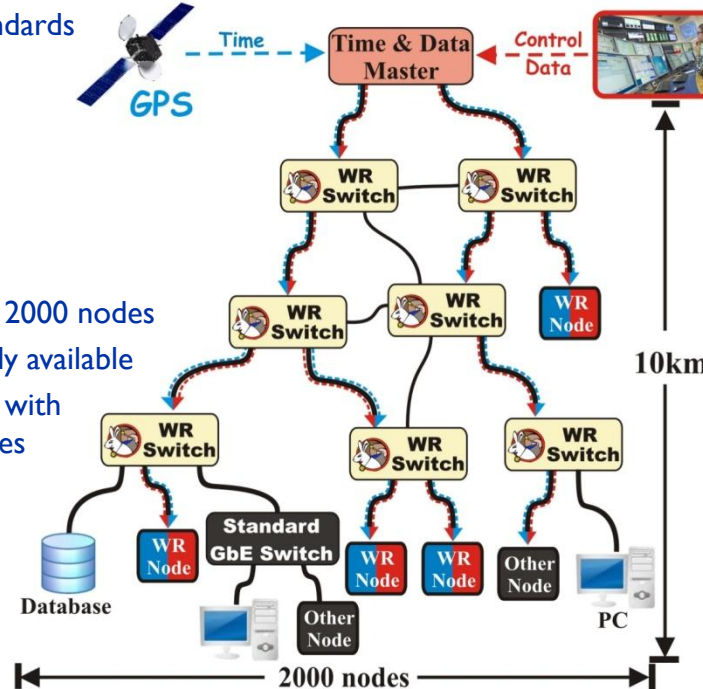 ndards
Time
GPS
Time & Data
Master
Control
Data
WR
Switch
WR
Switch
2000 nodes
ly available
with
es
WR
Switch
WR
Switch
WR
Node
10km
WR
Switch
WR
Switch
WR
Switch
Database
WR
Node
Standard
GbE Switch
Other
Node
WR
Node
WR
Node
Other
Node
PC
2000 nodes